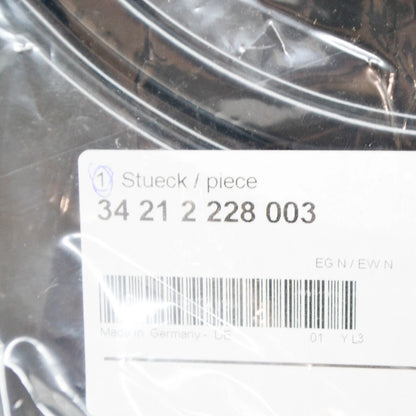 1 Stueck / piece
34 21 2 228 003
EG N / EW N
Made in Germany - DE 01 Y L3